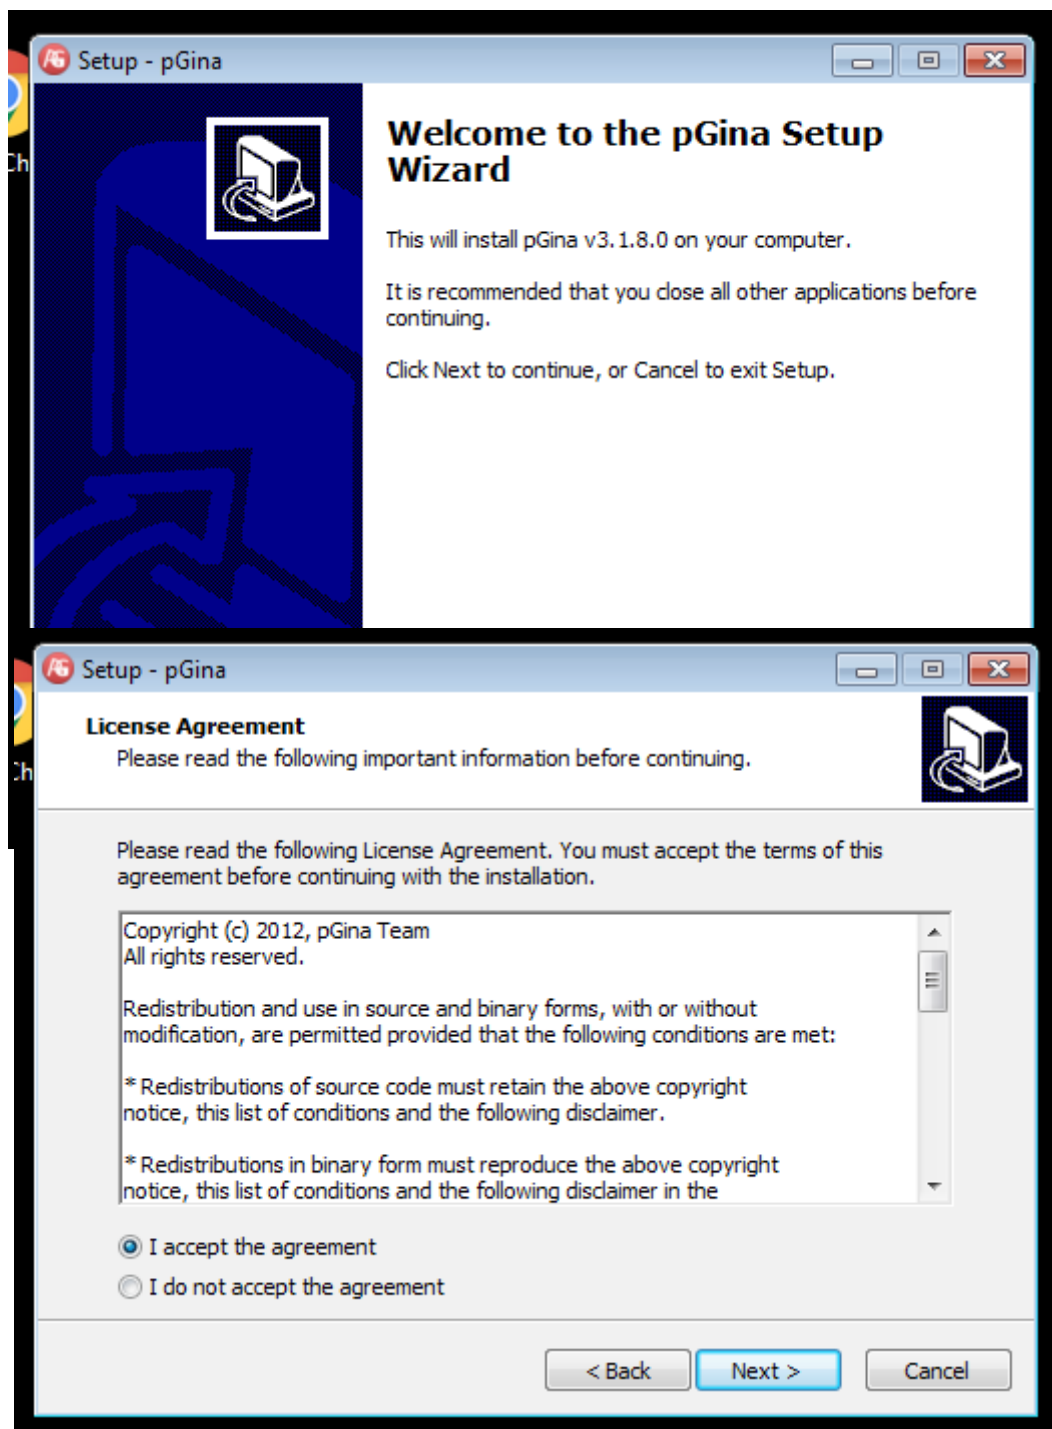 Setup - pGina
Welcome to the pGina Setup
Wizard
This will install pGina v3.1.8.0 on your computer.
It is recommended that you close all other applications before
continuing.
Click Next to continue, or Cancel to exit Setup.
Ch
Setup - pGina
License Agreement
Please read the following important information before continuing.
Ch
Please read the following License Agreement. You must accept the terms of this
agreement before continuing with the installation.
Copyright (c) 2012, pGina Team
All rights reserved.
Redistribution and use in source and binary forms, with or without
modification, are permitted provided that the following conditions are met:
* Redistributions of source code must retain the above copyright
notice, this list of conditions and the following disclaimer.
* Redistributions in binary form must reproduce the above copyright
notice, this list of conditions and the following disclaimer in the
I accept the agreement
I do not accept the agreement
< Back Next > Cancel